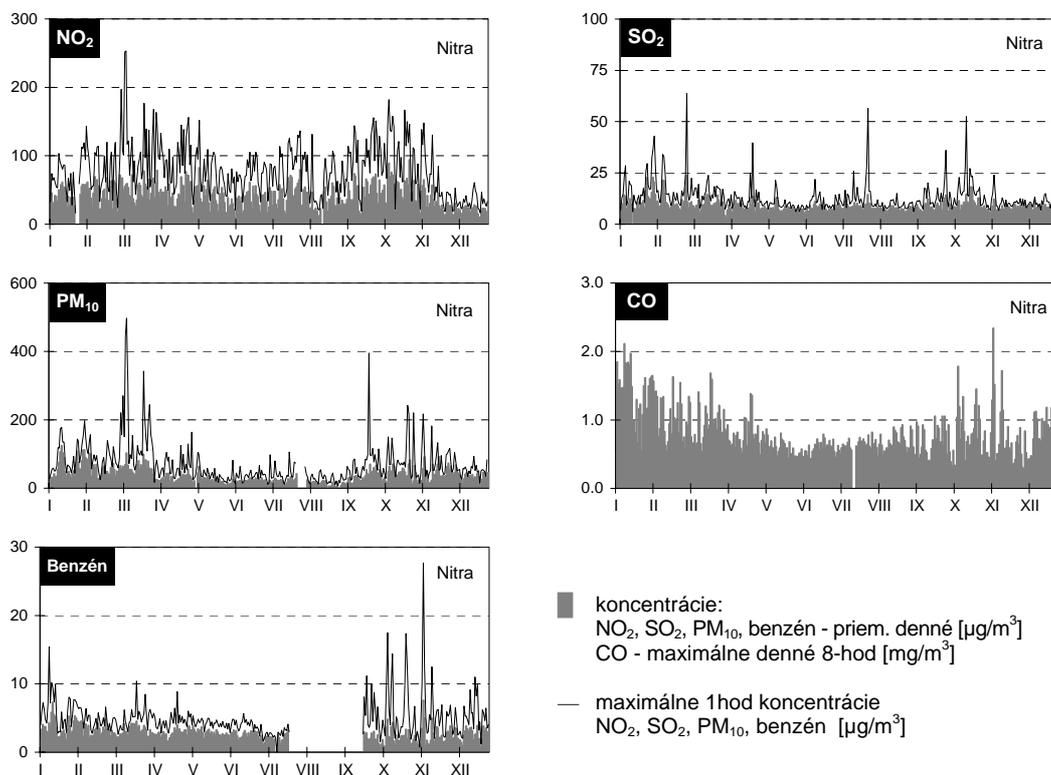 NO₂
Nitra
300
200
100
0
I II III IV V VI VII VIII IX X XI XII
SO₂
Nitra
100
75
50
25
0
I II III IV V VI VII VIII IX X XI XII
PM₁₀
Nitra
600
400
200
0
I II III IV V VI VII VIII IX X XI XII
CO
Nitra
3.0
2.0
1.0
0.0
I II III IV V VI VII VIII IX X XI XII
Benzén
Nitra
30
20
10
0
I II III IV V VI VII VIII IX X XI XII
koncentrácie:
NO₂, SO₂, PM₁₀, benzén - priem. denné [µg/m³]
CO - maximálne denné 8-hod [mg/m³]
maximálne 1hod koncentrácie
NO₂, SO₂, PM₁₀, benzén [µg/m³]